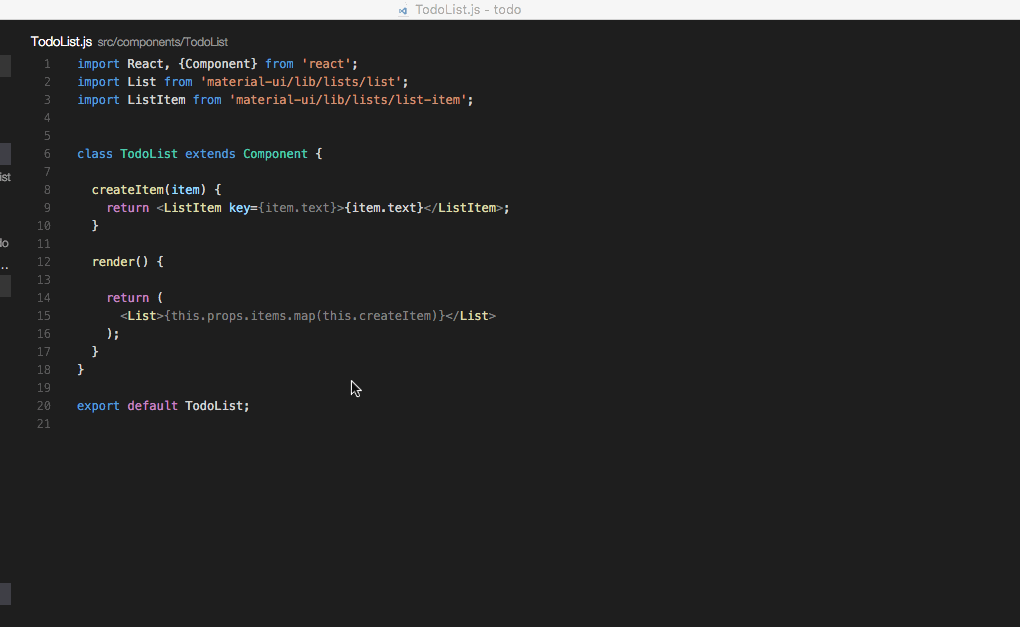 TodoList.js - todo
TodoList.js src/components/TodoList
1 import React, {Component} from 'react';
2 import List from 'material-ui/lib/lists/list';
3 import ListItem from 'material-ui/lib/lists/list-item';
4
5
6 class TodoList extends Component {
7
8 createItem(item) {
9 return <ListItem key={item.text}>{item.text}</ListItem>;
10 }
11
12 render() {
13
14 return (
15 <List>{this.props.items.map(this.createItem)}</List>
16 );
17 }
18 }
19
20 export default TodoList;
21
ist
do
...